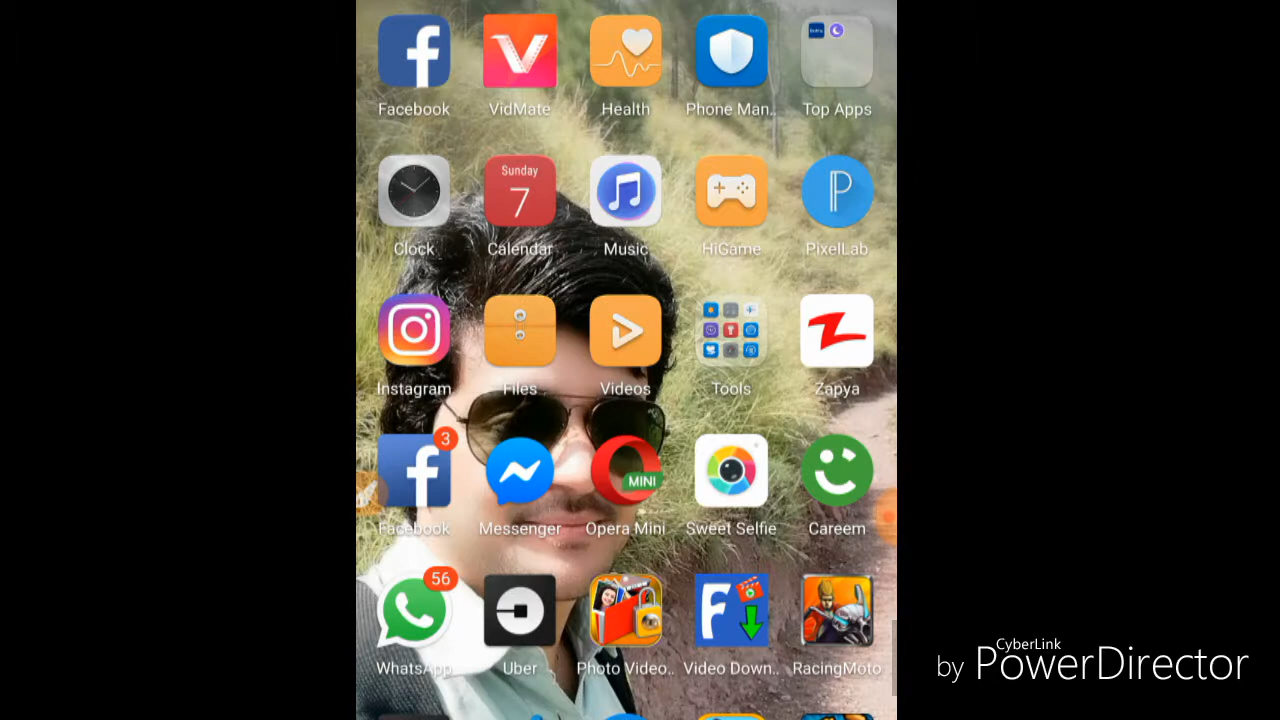 Facebook
VidMate
Health
Phone Man..
Top Apps
Sunday
7
Clock
Calendar
Music
HiGame
PixelLab
Instagram
Files
Videos
Tools
Zapya
3
MINI
Facebook
Messenger
Opera Mini
Sweet Selfie
Careem
56
WhatsApp
Uber
Photo Video..
Video Down..
RacingMoto
CyberLink
by PowerDirector